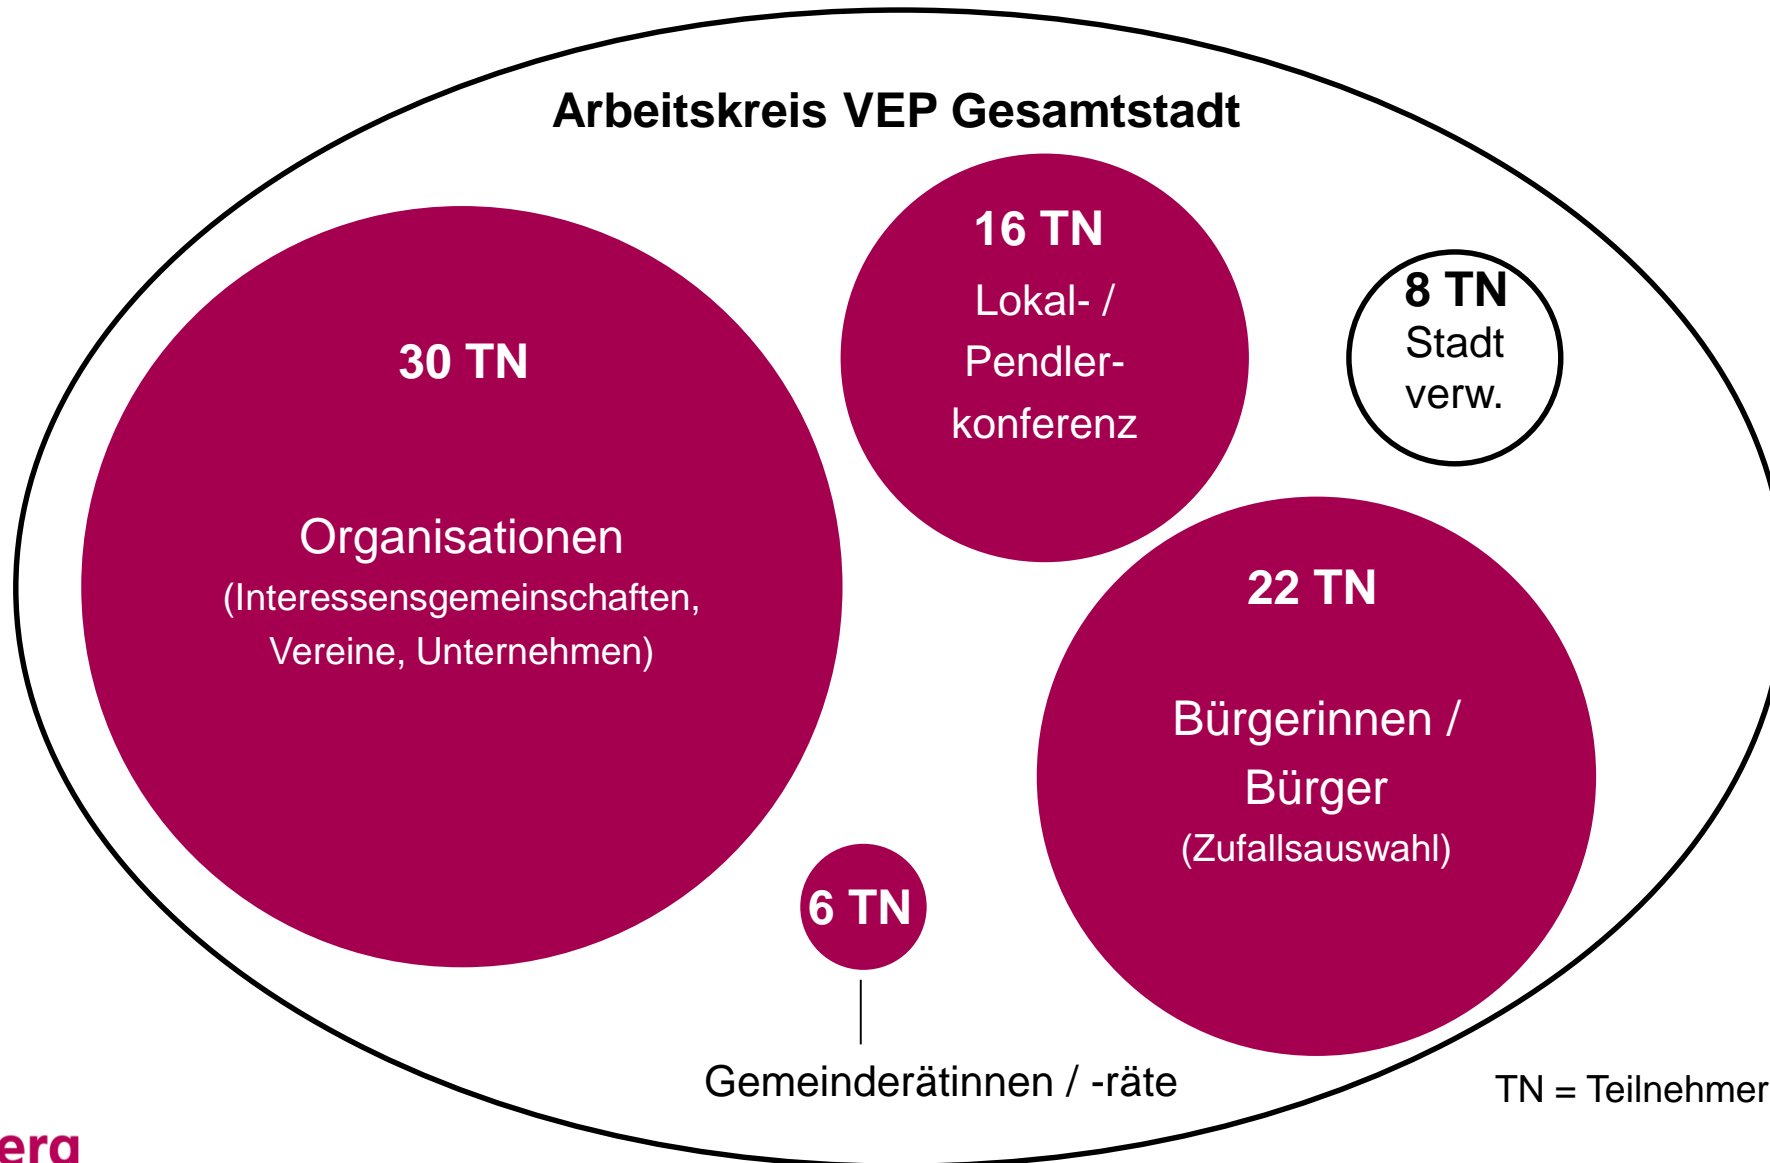 Arbeitskreis VEP Gesamtstadt
30 TN
Organisationen
(Interessensgemeinschaften,
Vereine, Unternehmen)
16 TN
Lokal- /
Pendler-
konferenz
8 TN
Stadt
verw.
22 TN
Bürgerinnen /
Bürger
(Zufallsauswahl)
6 TN
Gemeinderätinnen / -räte
TN = Teilnehmer
erg